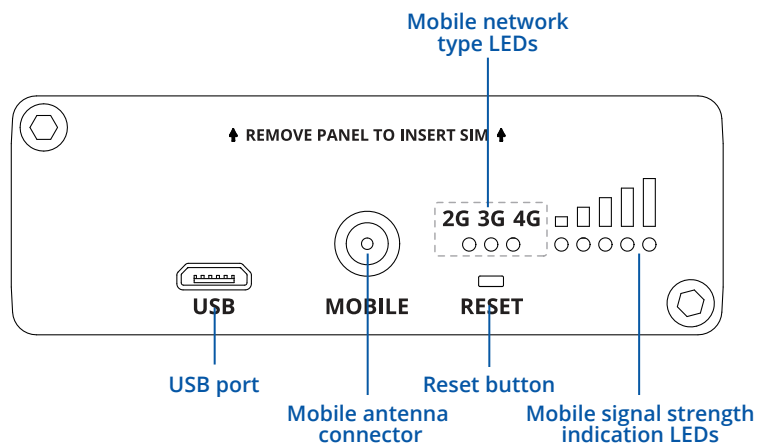 Mobile network
type LEDs
REMOVE PANEL TO INSERT SIM
2G 3G 4G
USB
MOBILE
RESET
USB port
Reset button
Mobile antenna
connector
Mobile signal strength
indication LEDs